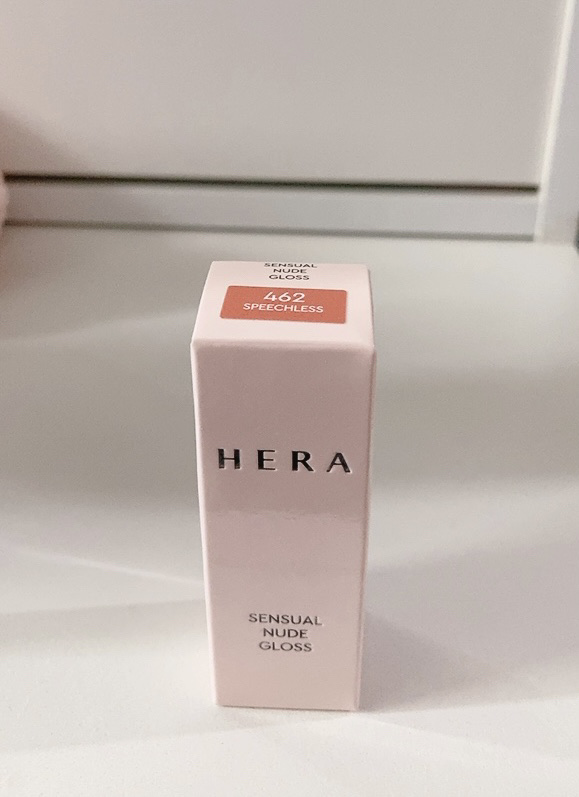 SENSUAL
NUDE
GLOSS
462
SPEECHLESS
HERA
SENSUAL
NUDE
GLOSS